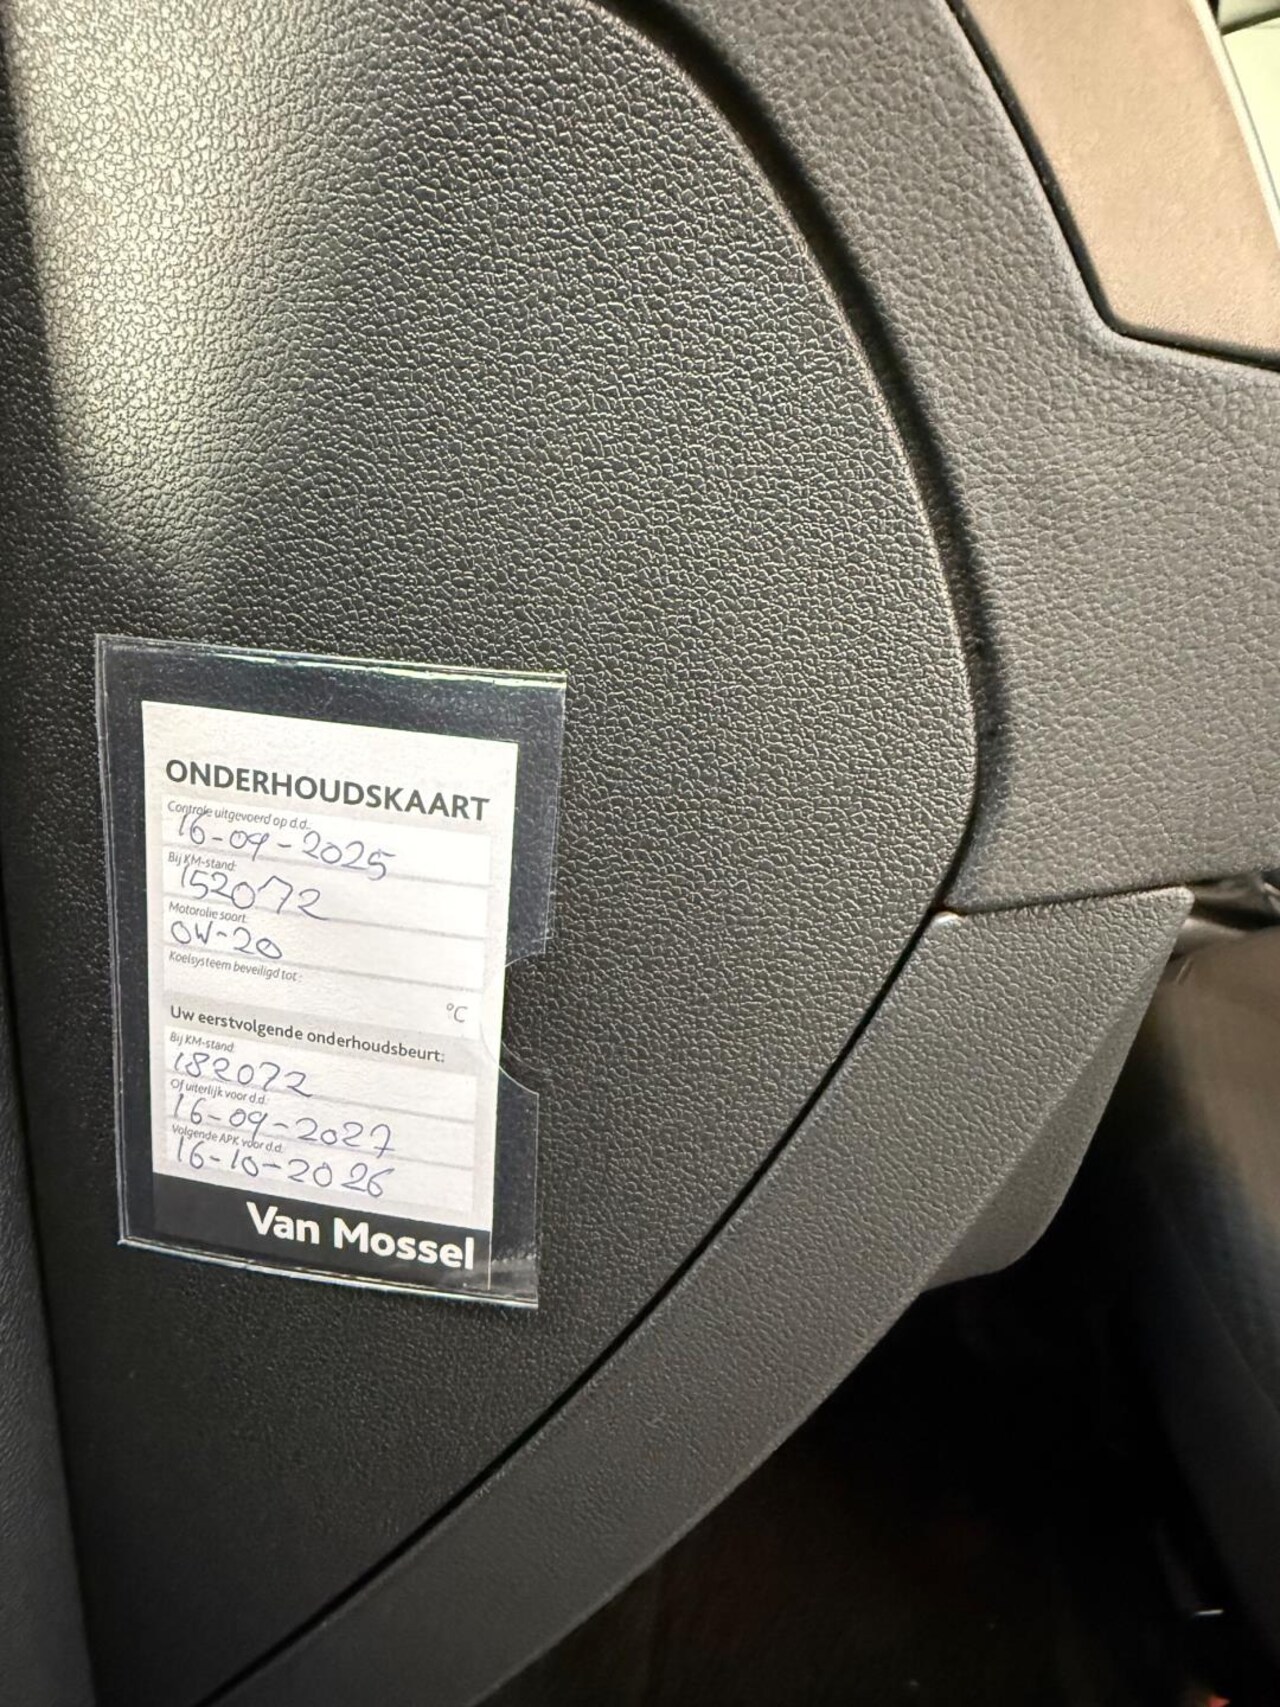 ONDERHOUDSKAART
Controle uitgevoerd op d.d.:
16-09-2025
Bij KM-stand:
152072
Motorolie soort:
0W-20
Koelsysteem beveiligd tot:
°C
Uw eerstvolgende onderhoudsbeurt:
Bij KM-stand:
182072
Of uiterlijk voor d.d.:
16-09-2027
Volgende APK voor d.d.:
16-10-2026
Van Mossel